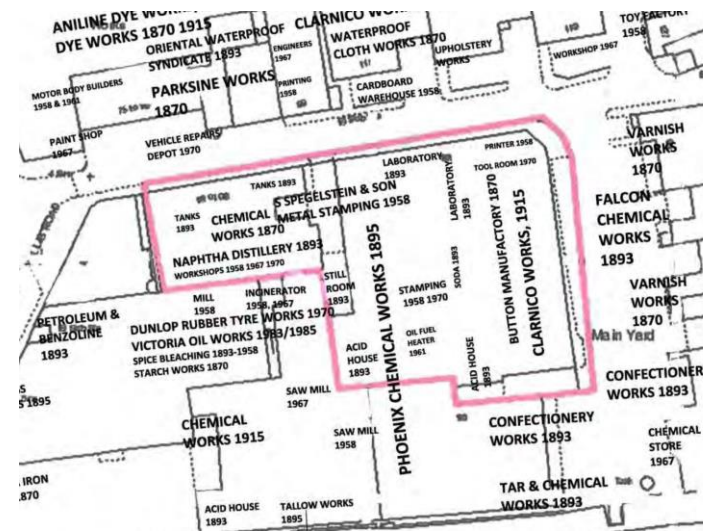 ANILINE DYE WORKS
DYE WORKS 1870 1915
ORIENTAL WATERPROOF
SYNDICATE 1893
ENGINEERS
1967
CLARNICO WORKS
WATERPROOF
CLOTH WORKS 1870
UPHOLSTERY
WORKS
WORKSHOP 1967
TOY FACTORY
1958
MOTOR BODY BUILDERS
1958 & 1961
PARKSINE WORKS
1870
PRINTING
1958
CARDBOARD
WAREHOUSE 1958
PAINT SHOP
1967
VEHICLE REPAIRS
DEPOT 1970
LABORATORY
1893
PRINTER 1958
TOOL ROOM 1970
VARNISH
WORKS
1870
TANKS 1893
S SPEGELSTEIN & SON
METAL STAMPING 1958
TANKS
1893
CHEMICAL
WORKS 1870
LABORATORY
1893
BUTTON MANUFACTORY 1870
CLARNICO WORKS, 1915
FALCON
CHEMICAL
WORKS
1893
NAPHTHA DISTILLERY 1893
WORKSHOPS 1958 1967 1970
PHOENIX CHEMICAL WORKS 1895
SODA 1893
STILL
ROOM
1893
STAMPING
1958 1970
VARNISH
WORKS
1870
MILL
1958
INCINERATOR
1958, 1967
PETROLEUM &
BENZOLINE
1893
DUNLOP RUBBER TYRE WORKS 1970
VICTORIA OIL WORKS 1983/1985
SPICE BLEACHING 1893-1958
STARCH WORKS 1870
OIL FUEL
HEATER
1961
Main Yard
ACID
HOUSE
1893
ACID HOUSE
1893
CONFECTIONER
WORKS 1893
S 1895
SAW MILL
1967
CHEMICAL
WORKS 1915
SAW MILL
1958
CONFECTIONERY
WORKS 1893
CHEMICAL
STORE
1967
IRON
1870
TAR & CHEMICAL
WORKS 1893
Tank
ACID HOUSE
1893
TALLOW WORKS
1895